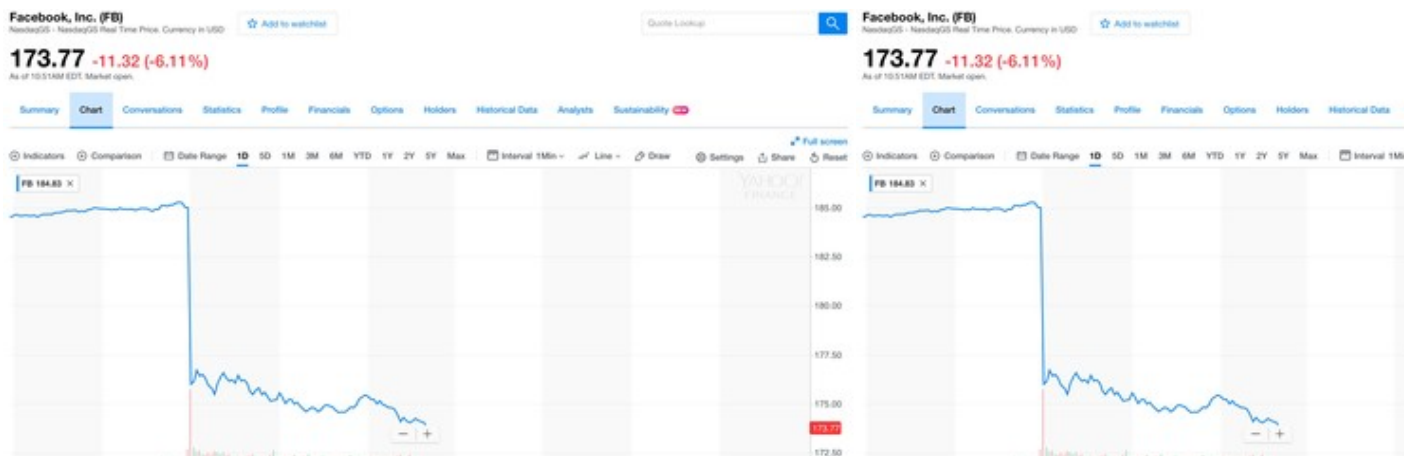 Facebook, Inc. (FB)
NasdaqGS - NasdaqGS Real Time Price. Currency in USD
Add to watchlist
Quote Lookup
173.77 -11.32 (-6.11%)
As of 10:51AM EDT. Market open.
Summary Chart Conversations Statistics Profile Financials Options Holders Historical Data Analysts Sustainability
Full screen
Indicators Comparison Date Range 1D 5D 1M 3M 6M YTD 1Y 2Y 5Y Max Interval 1Min Line Draw Settings Share Reset
FB 184.83 ×
YAHOO!
FINANCE
185.00
182.50
180.00
177.50
175.00
173.77
172.50
− +
Facebook, Inc. (FB)
NasdaqGS - NasdaqGS Real Time Price. Currency in USD
Add to watchlist
173.77 -11.32 (-6.11%)
As of 10:51AM EDT. Market open.
Summary Chart Conversations Statistics Profile Financials Options Holders Historical Data
Indicators Comparison Date Range 1D 5D 1M 3M 6M YTD 1Y 2Y 5Y Max Interval 1Mi
FB 184.83 ×
− +